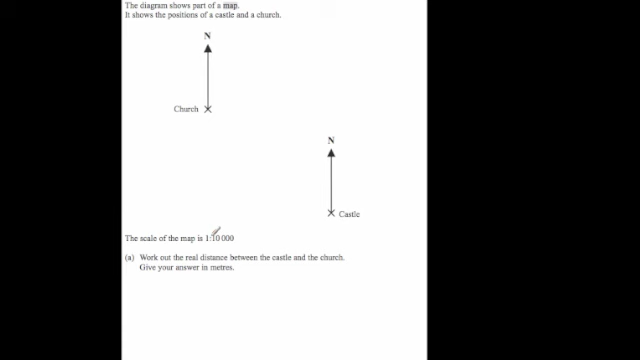 The diagram shows part of a map.
It shows the positions of a castle and a church.
N
Church
N
Castle
The scale of the map is 1:10 000
(a) Work out the real distance between the castle and the church.
Give your answer in metres.